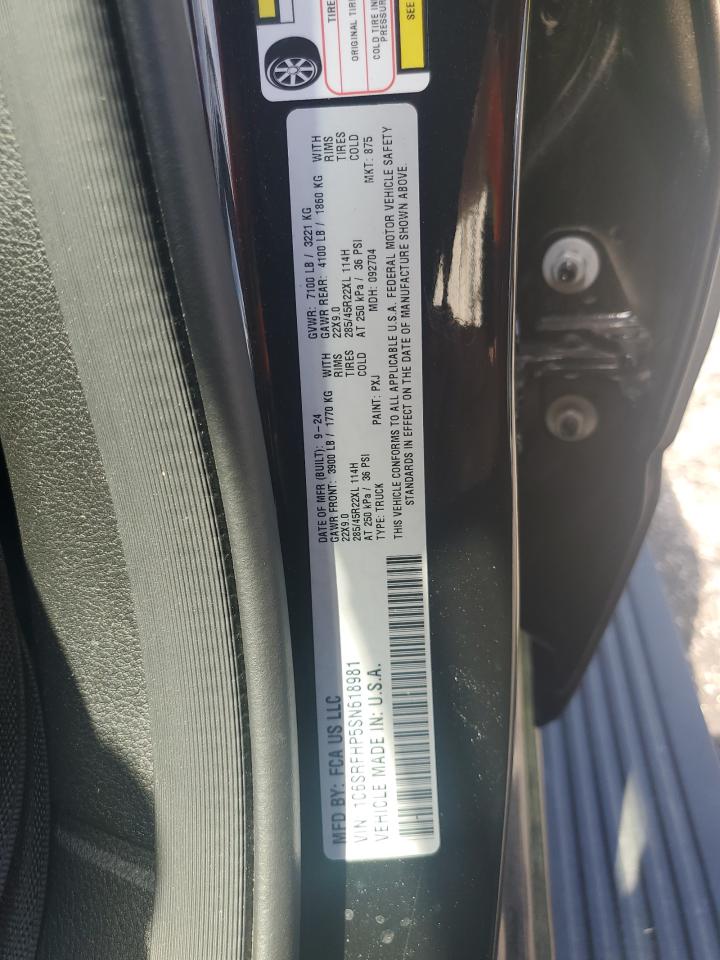 TIRE
ORIGINAL TIR
COLD TIRE IN
PRESSUR
SEE
MFD BY: FCA US LLC
VIN: 1C6SRFHP5SN618981
VEHICLE MADE IN: U.S.A.
DATE OF MFR (BUILT): 9-24
GAWR FRONT: 3900 LB / 1770 KG WITH
22X9.0 RIMS
285/45R22XL 114H TIRES
AT 250 kPa / 36 PSI COLD
TYPE: TRUCK PAINT: PXJ
GVWR: 7100 LB / 3221 KG
GAWR REAR: 4100 LB / 1860 KG WITH
22X9.0 RIMS
285/45R22XL 114H TIRES
AT 250 kPa / 36 PSI COLD
MDH: 092704 MKT: 875
THIS VEHICLE CONFORMS TO ALL APPLICABLE U.S.A. FEDERAL MOTOR VEHICLE SAFETY
STANDARDS IN EFFECT ON THE DATE OF MANUFACTURE SHOWN ABOVE.